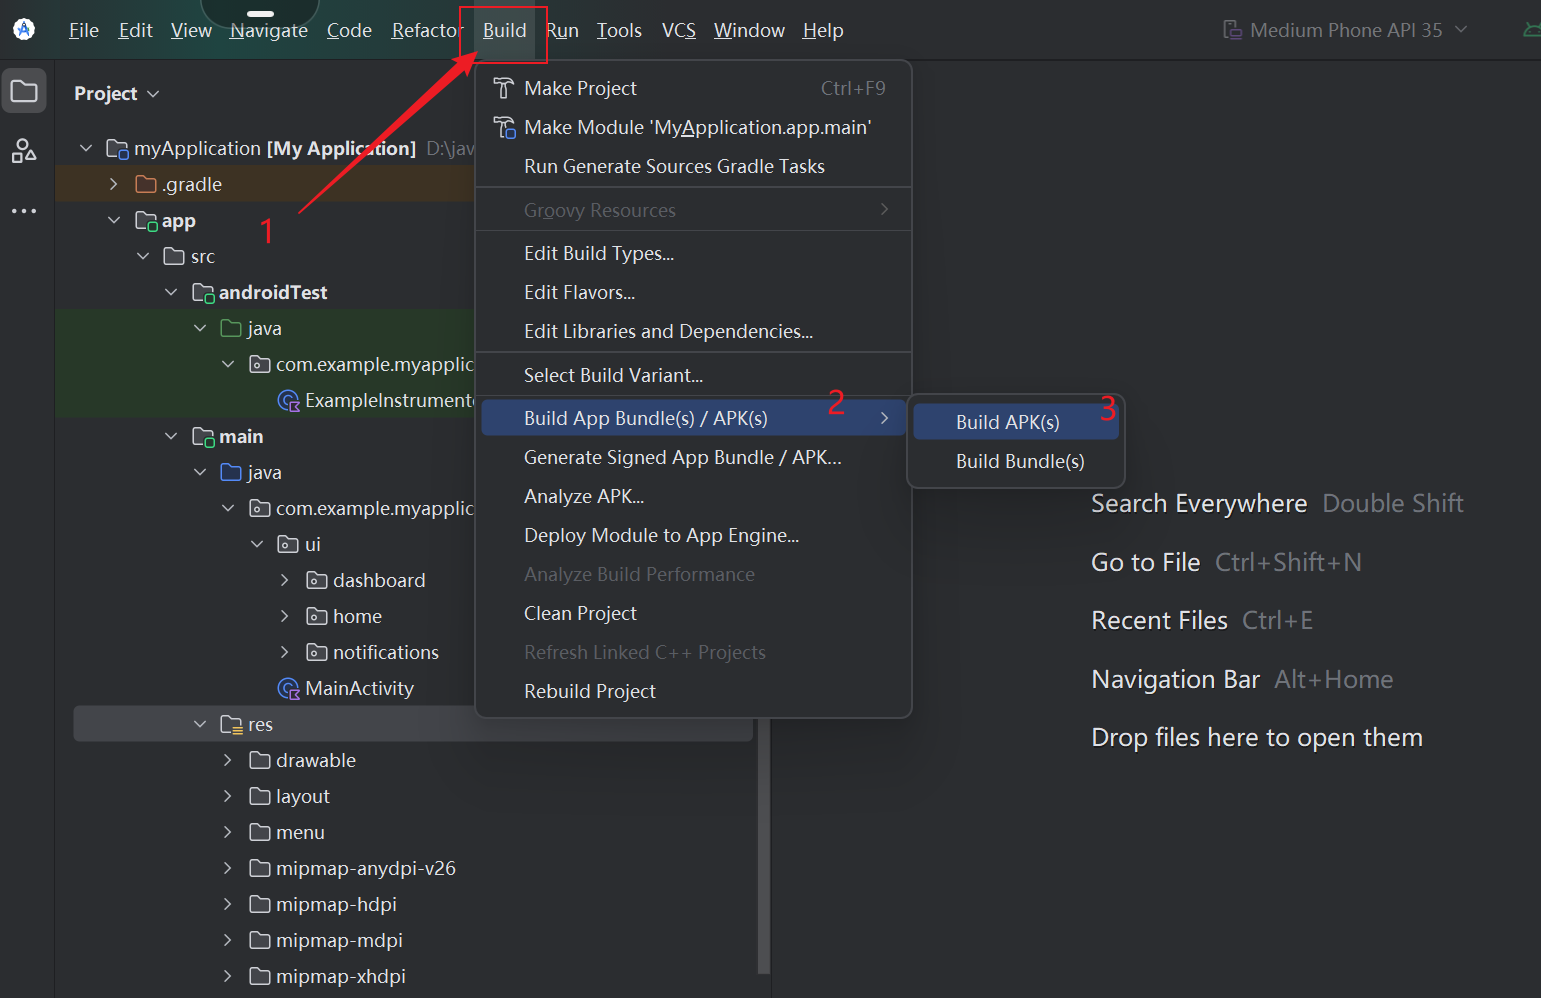 File Edit View Navigate Code Refactor Build Run Tools VCS Window Help Medium Phone API 35
Project
myApplication [My Application] D:\jav
.gradle
app
src
androidTest
java
com.example.myapplic
ExampleInstrument
main
java
com.example.myapplic
ui
dashboard
home
notifications
MainActivity
res
drawable
layout
menu
mipmap-anydpi-v26
mipmap-hdpi
mipmap-mdpi
mipmap-xhdpi
1
Make Project Ctrl+F9
Make Module 'MyApplication.app.main'
Run Generate Sources Gradle Tasks
Groovy Resources
Edit Build Types...
Edit Flavors...
Edit Libraries and Dependencies...
Select Build Variant...
Build App Bundle(s) / APK(s) 2
Generate Signed App Bundle / APK...
Analyze APK...
Deploy Module to App Engine...
Analyze Build Performance
Clean Project
Refresh Linked C++ Projects
Rebuild Project
Build APK(s) 3
Build Bundle(s)
Search Everywhere Double Shift
Go to File Ctrl+Shift+N
Recent Files Ctrl+E
Navigation Bar Alt+Home
Drop files here to open them